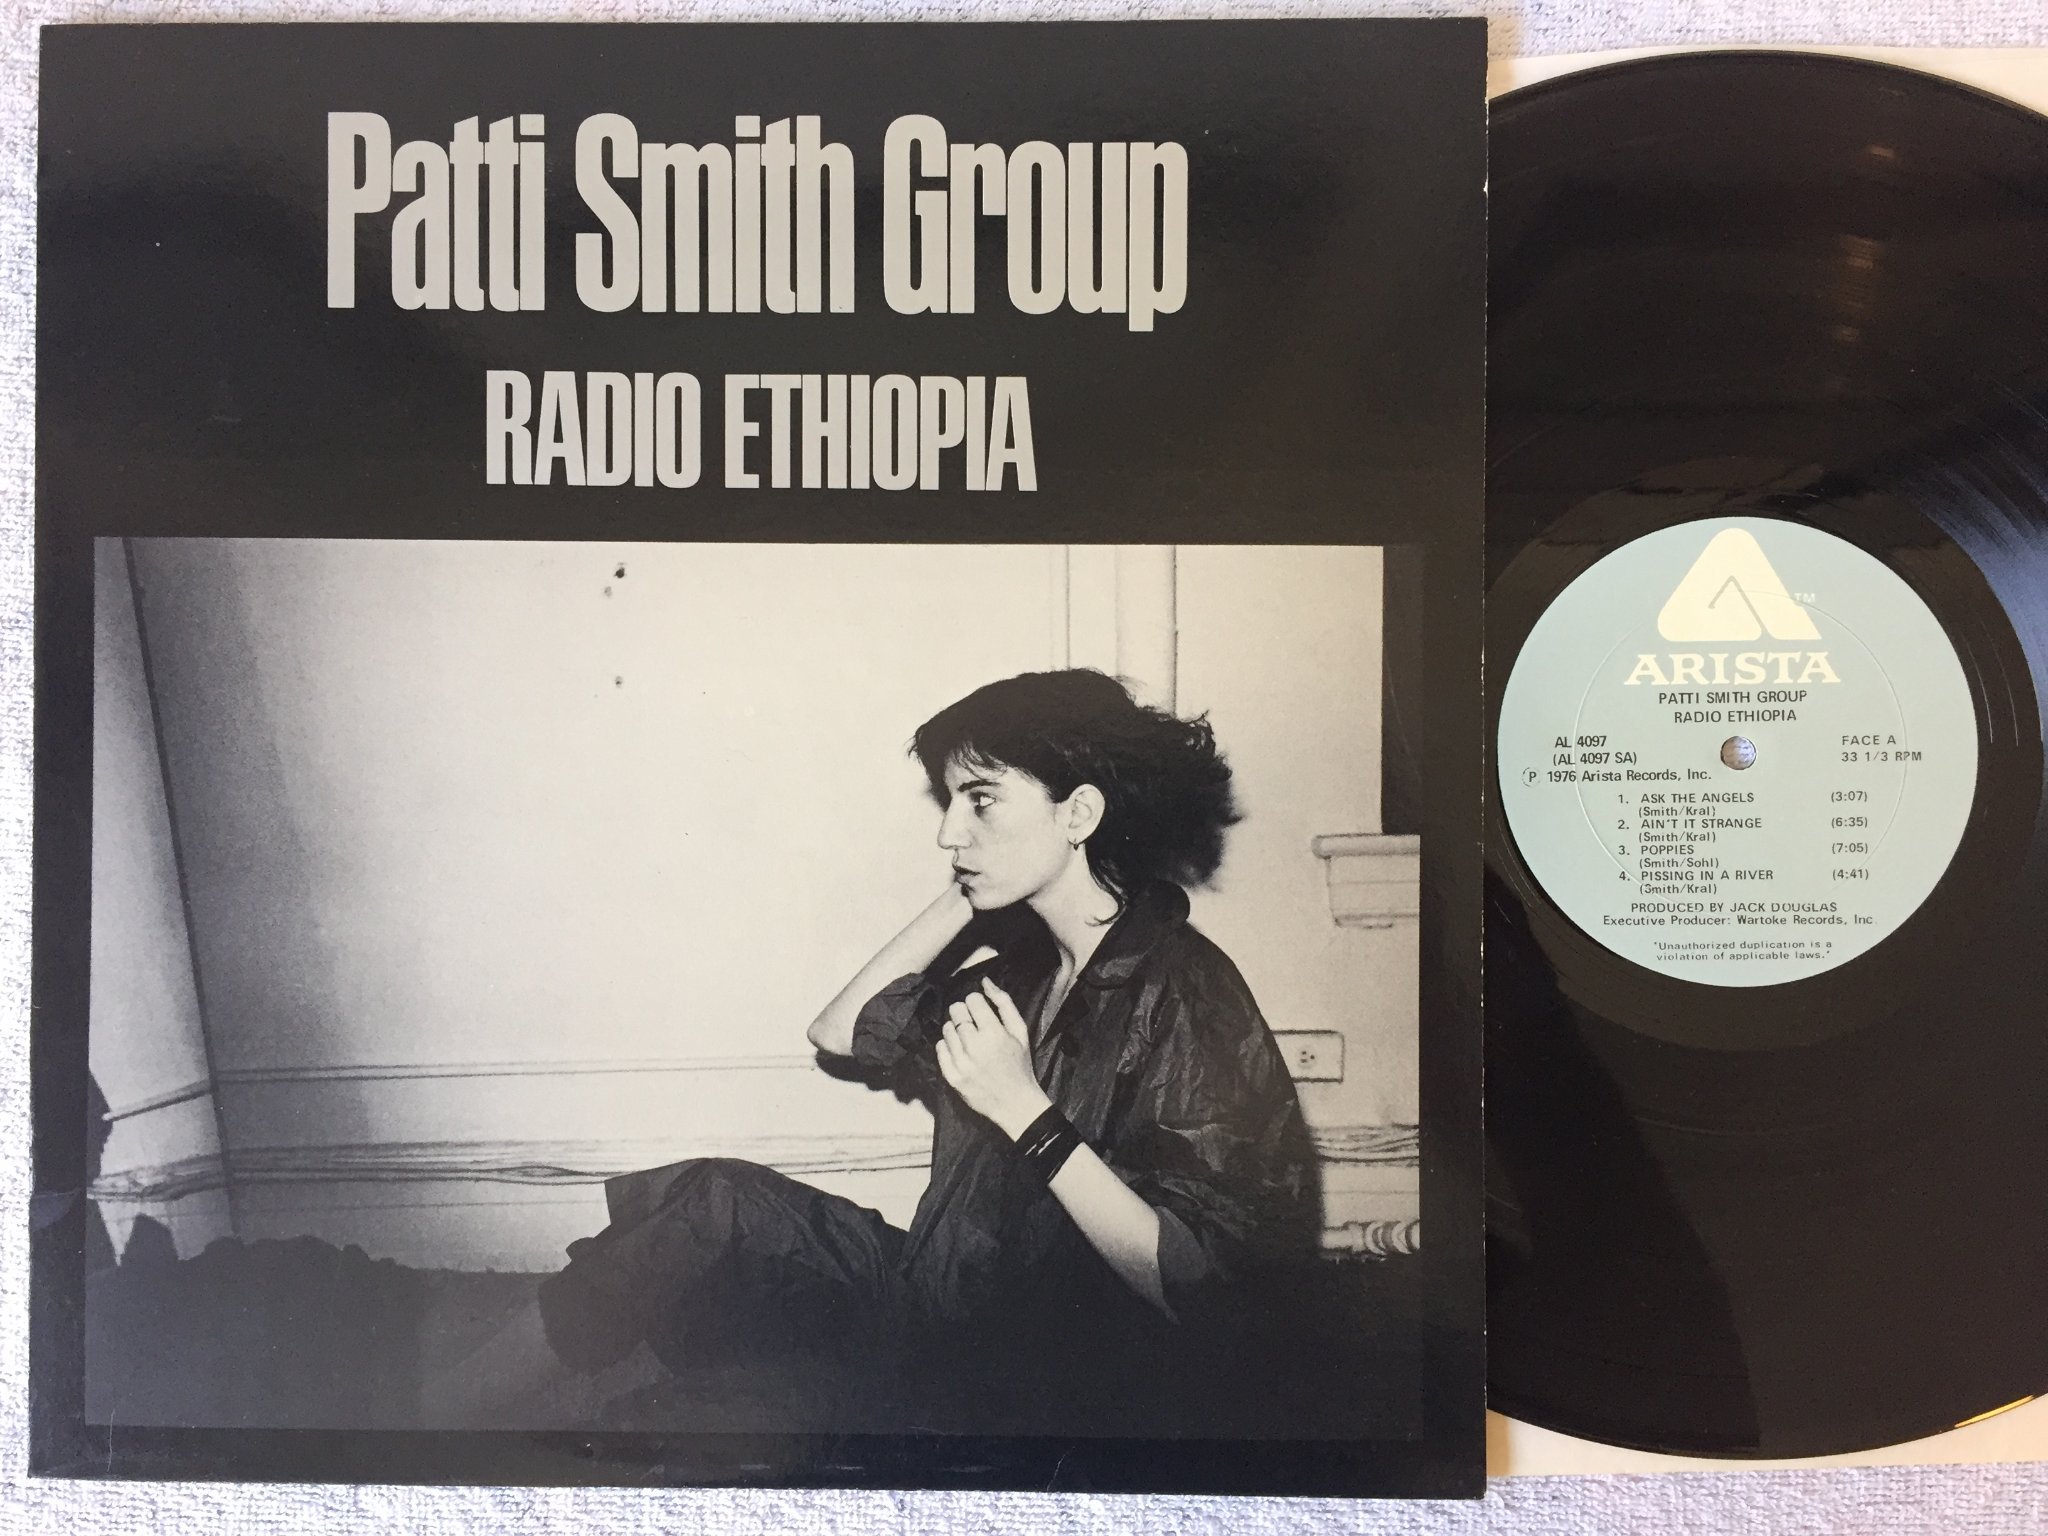 Patti Smith Group
RADIO ETHIOPIA
TM
ARISTA
PATTI SMITH GROUP
RADIO ETHIOPIA
AL 4097
(AL 4097 SA)
Ⓟ 1976 Arista Records, Inc.
FACE A
33 1/3 RPM
1. ASK THE ANGELS (3:07)
(Smith/Kral)
2. AIN'T IT STRANGE (6:35)
(Smith/Kral)
3. POPPIES (7:05)
(Smith/Sohl)
4. PISSING IN A RIVER (4:41)
(Smith/Kral)
PRODUCED BY JACK DOUGLAS
Executive Producer: Wartoke Records, Inc.
"Unauthorized duplication is a
violation of applicable laws."